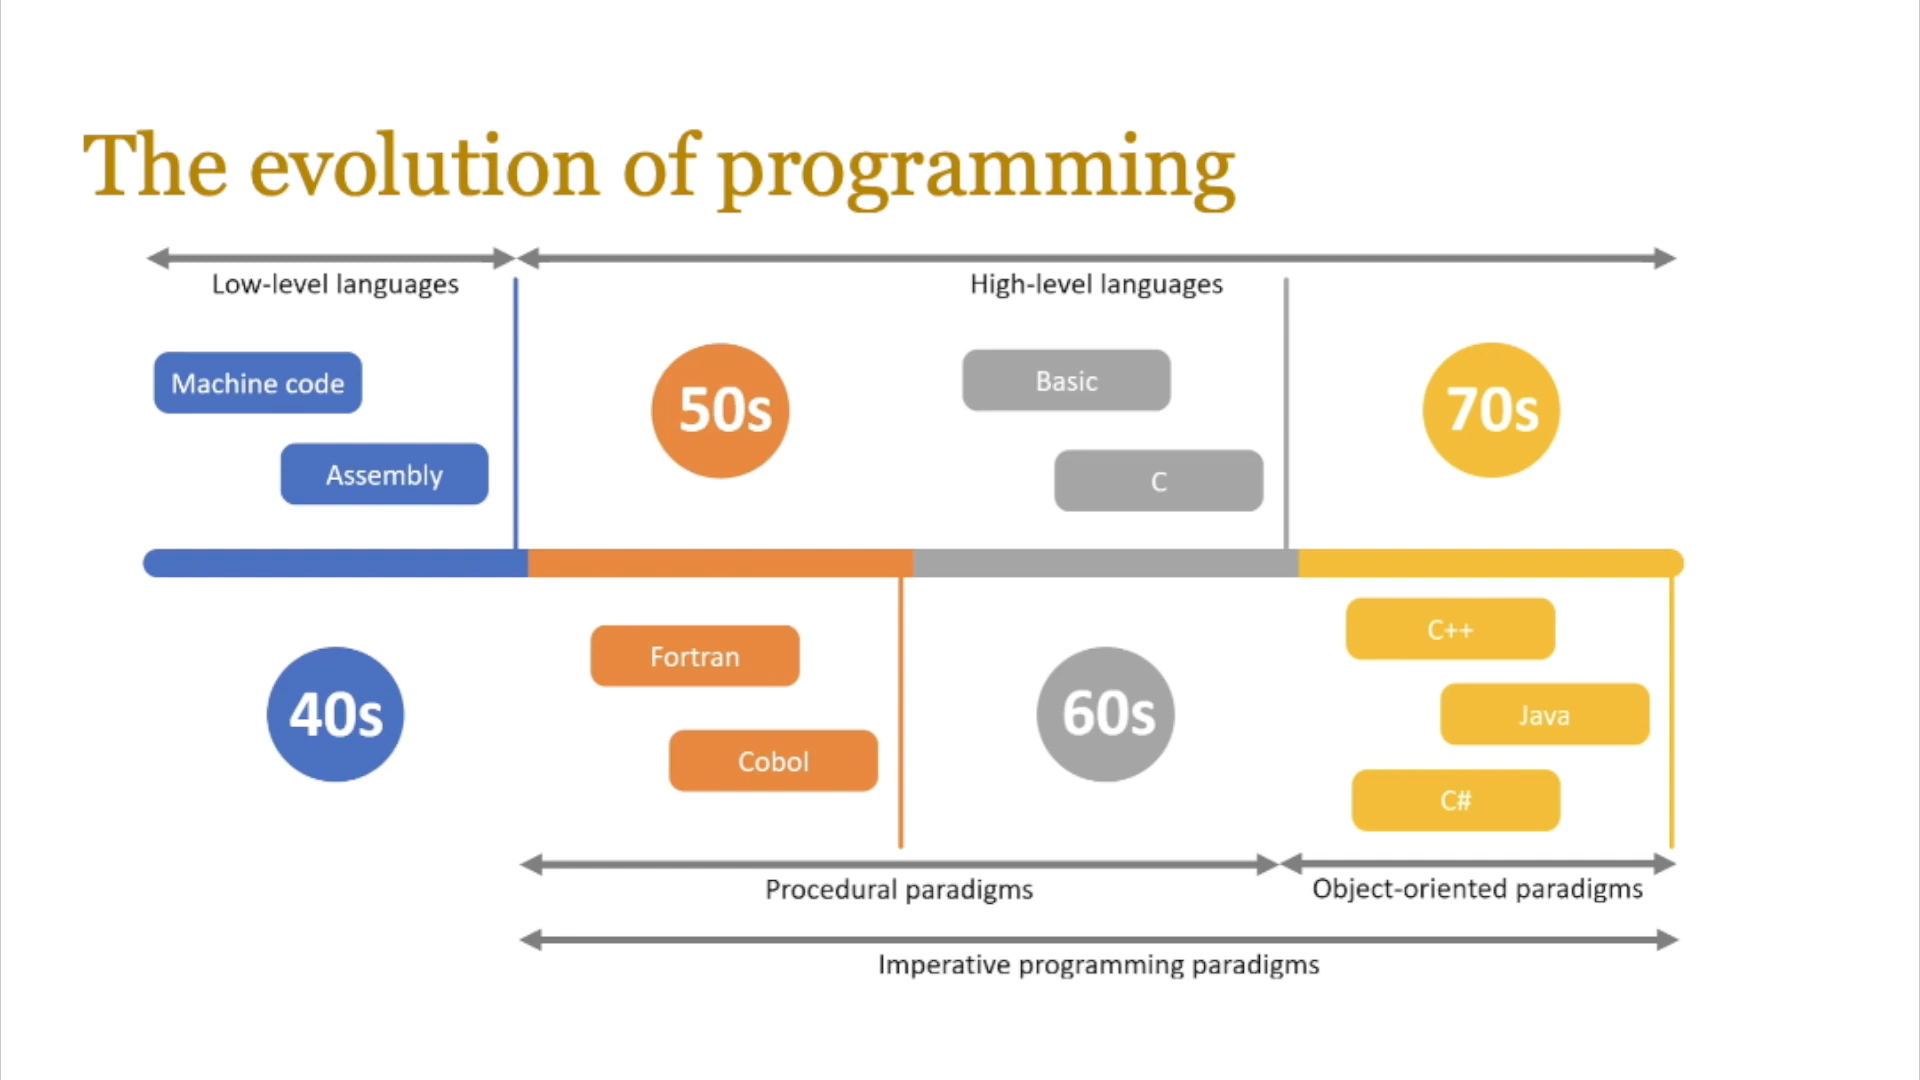 The evolution of programming
Low-level languages
High-level languages
Machine code
Assembly
50s
Basic
C
70s
40s
Fortran
Cobol
60s
C++
Java
C#
Procedural paradigms
Object-oriented paradigms
Imperative programming paradigms